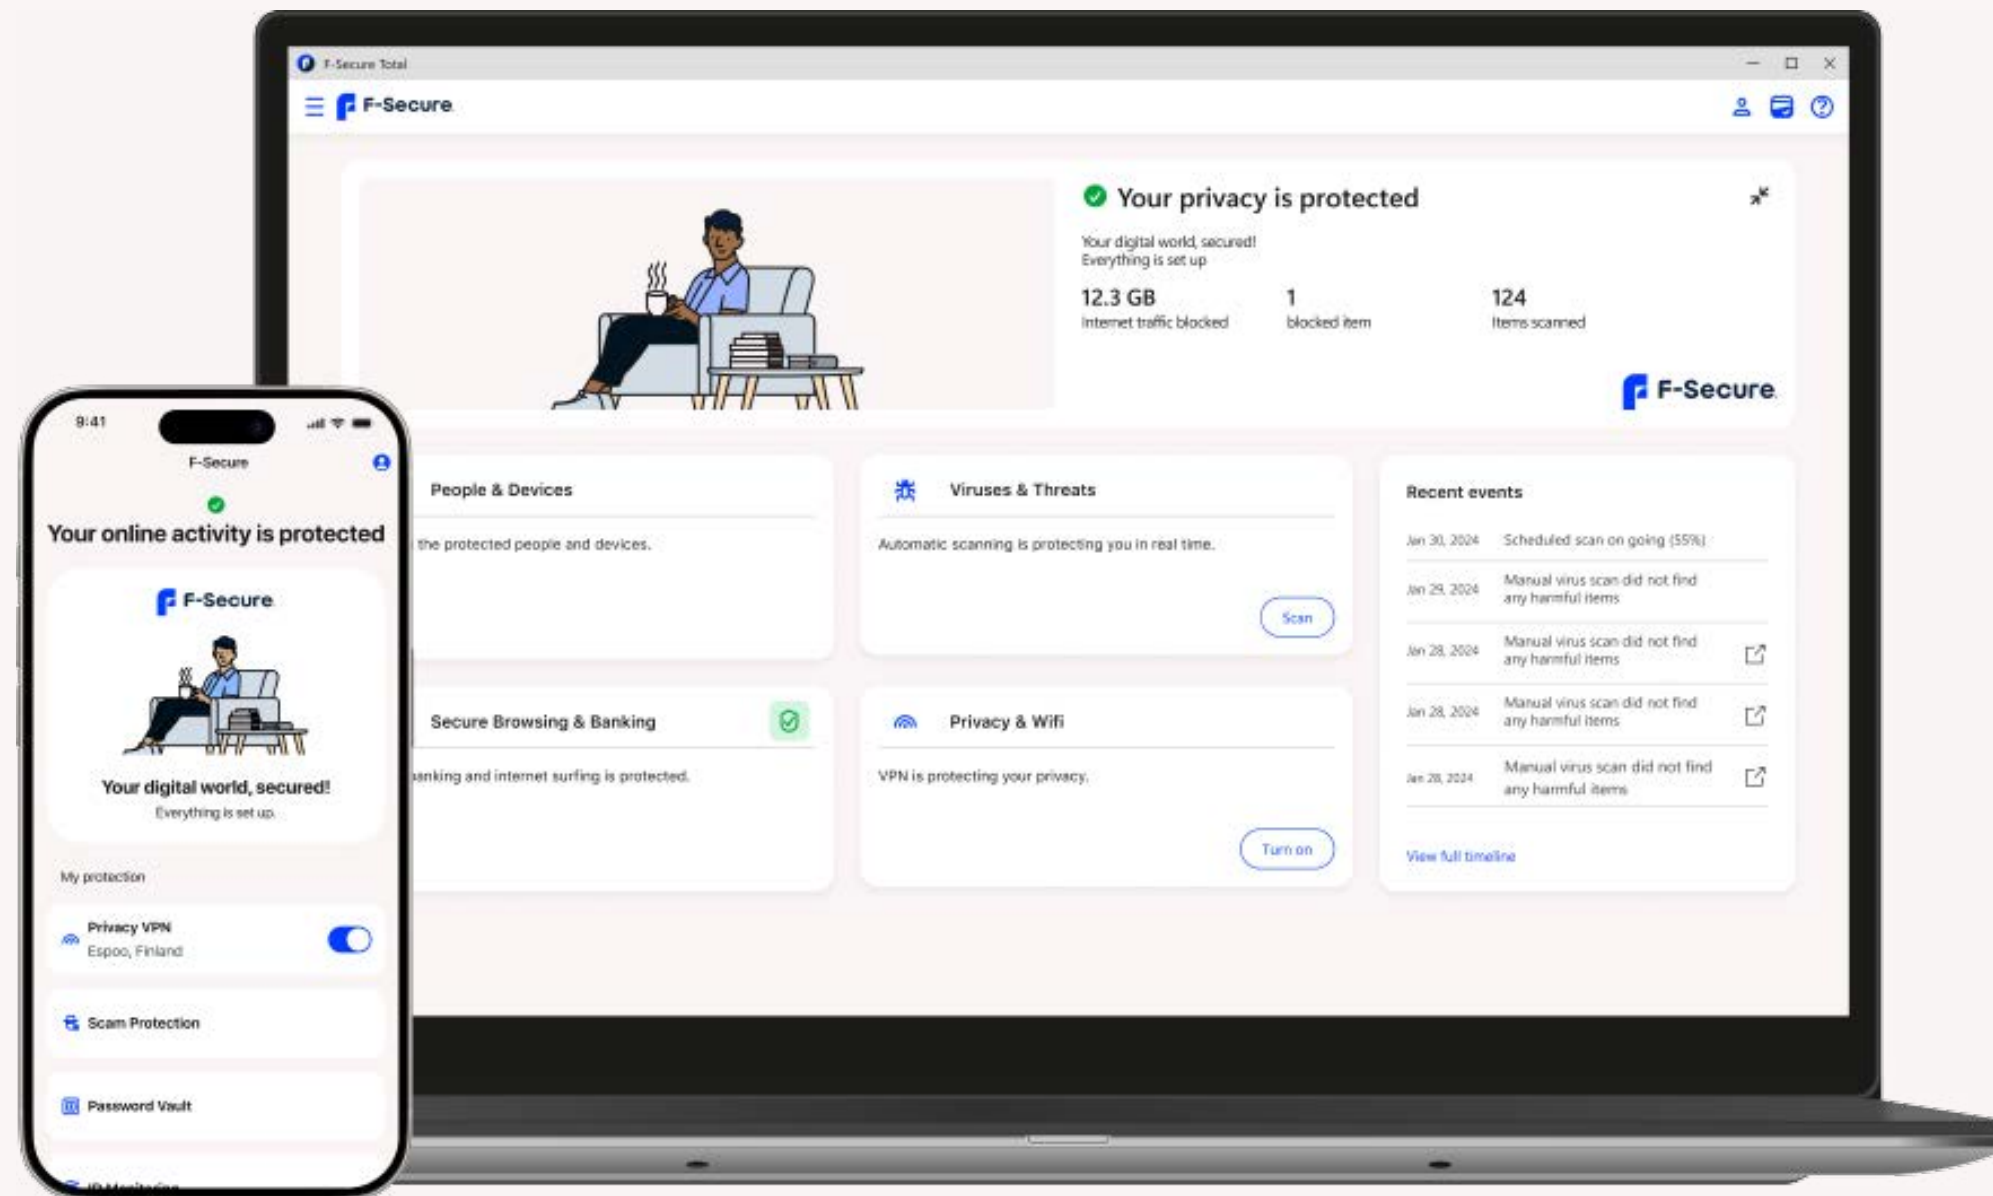 F-Secure Total
F-Secure
Your privacy is protected
Your digital world, secured!
Everything is set up
12.3 GB
Internet traffic blocked
1
blocked item
124
Items scanned
F-Secure
People & Devices
the protected people and devices.
Viruses & Threats
Automatic scanning is protecting you in real time.
Scan
Secure Browsing & Banking
anking and internet surfing is protected.
Privacy & Wifi
VPN is protecting your privacy.
Turn on
Recent events
Jan 30, 2024 Scheduled scan on going (55%)
Jan 29, 2024 Manual virus scan did not find
any harmful items
Jan 28, 2024 Manual virus scan did not find
any harmful items
Jan 28, 2024 Manual virus scan did not find
any harmful items
Jan 28, 2024 Manual virus scan did not find
any harmful items
View full timeline
9:41
F-Secure
Your online activity is protected
F-Secure
Your digital world, secured!
Everything is set up.
My protection
Privacy VPN
Espoo, Finland
Scam Protection
Password Vault
ID Monitoring